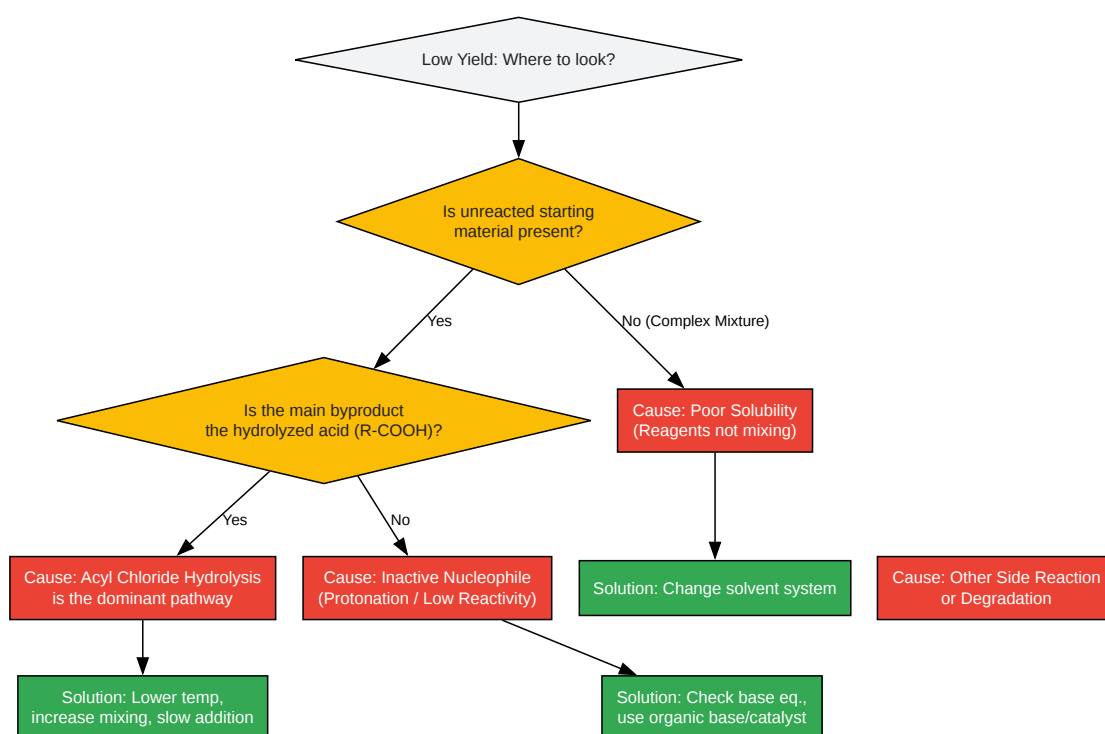 Low Yield: Where to look?
Is unreacted starting
material present?
Yes
No (Complex Mixture)
Is the main byproduct
the hydrolyzed acid (R-COOH)?
Cause: Poor Solubility
(Reagents not mixing)
Yes
No
Cause: Acyl Chloride Hydrolysis
is the dominant pathway
Cause: Inactive Nucleophile
(Protonation / Low Reactivity)
Solution: Change solvent system
Cause: Other Side Reaction
or Degradation
Solution: Lower temp,
increase mixing, slow addition
Solution: Check base eq.,
use organic base/catalyst